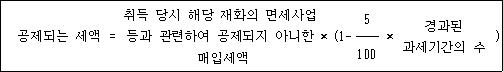 취득 당시 해당 재화의 면세사업
공제되는 세액 = 등과 관련하여 공제되지 아니한 × (1- 5/100 × 경과된 과세기간의 수 )
매입세액